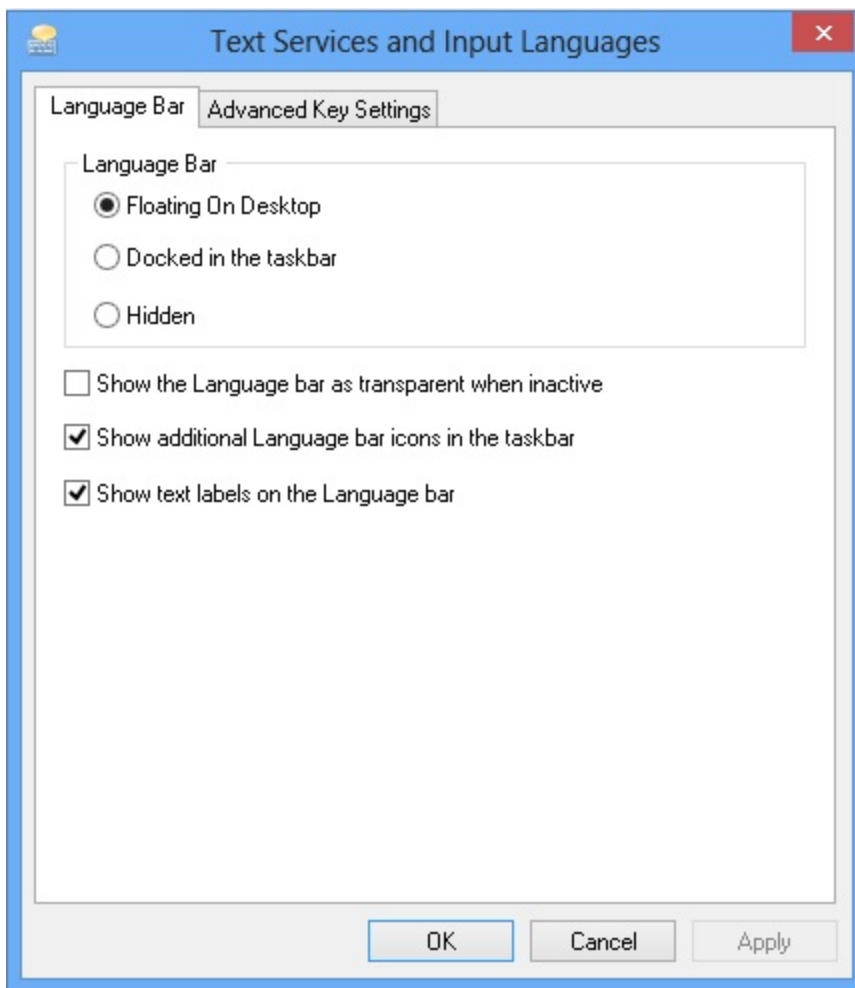 Text Services and Input Languages
Language Bar
Advanced Key Settings
Language Bar
Floating On Desktop
Docked in the taskbar
Hidden
Show the Language bar as transparent when inactive
Show additional Language bar icons in the taskbar
Show text labels on the Language bar
OK
Cancel
Apply